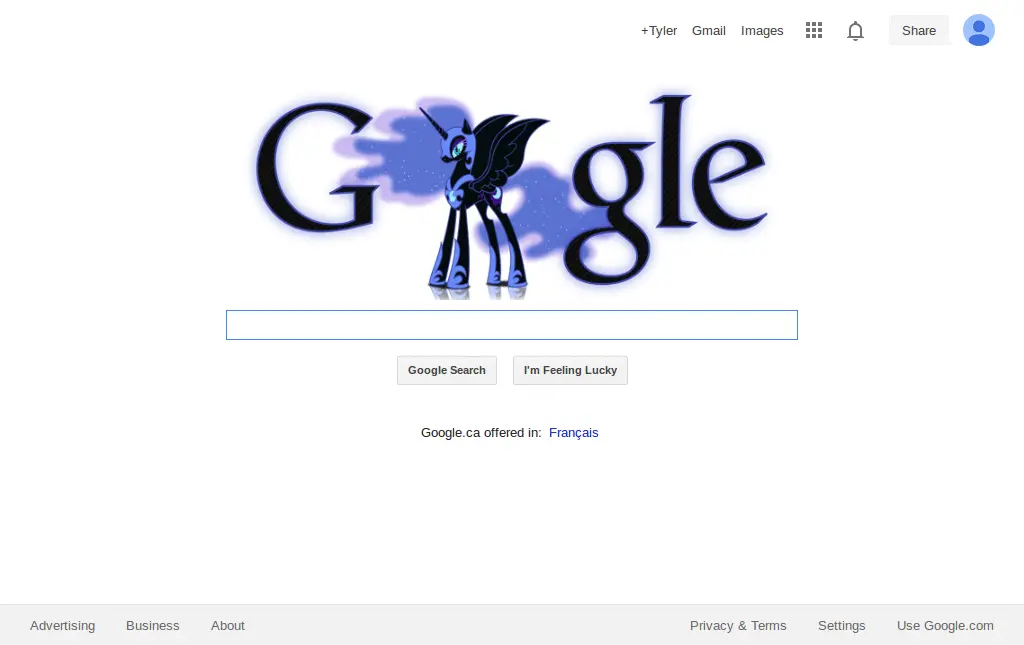 +Tyler Gmail Images Share
G gle
Google Search I'm Feeling Lucky
Google.ca offered in: Français
Advertising Business About Privacy & Terms Settings Use Google.com